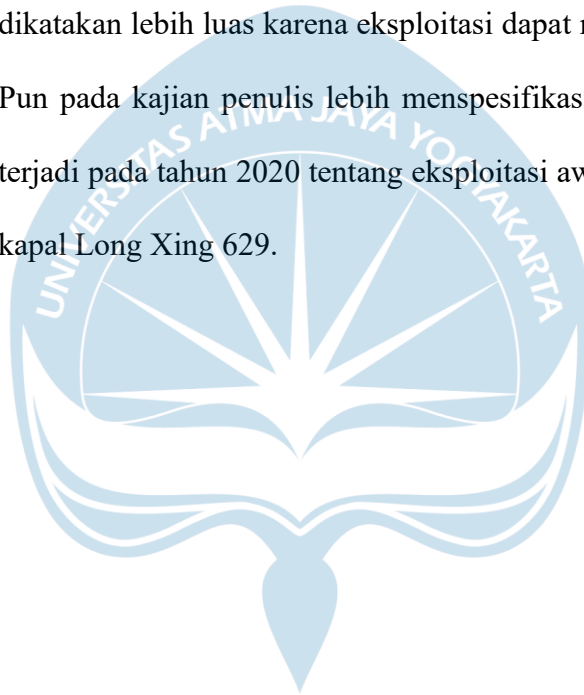 dikatakan lebih luas karena eksploitasi dapat
Pun pada kajian penulis lebih menspesifikas
terjadi pada tahun 2020 tentang eksploitasi aw
kapal Long Xing 629.
UNIVERSITAS ATMA JAYA YOGYAKARTA